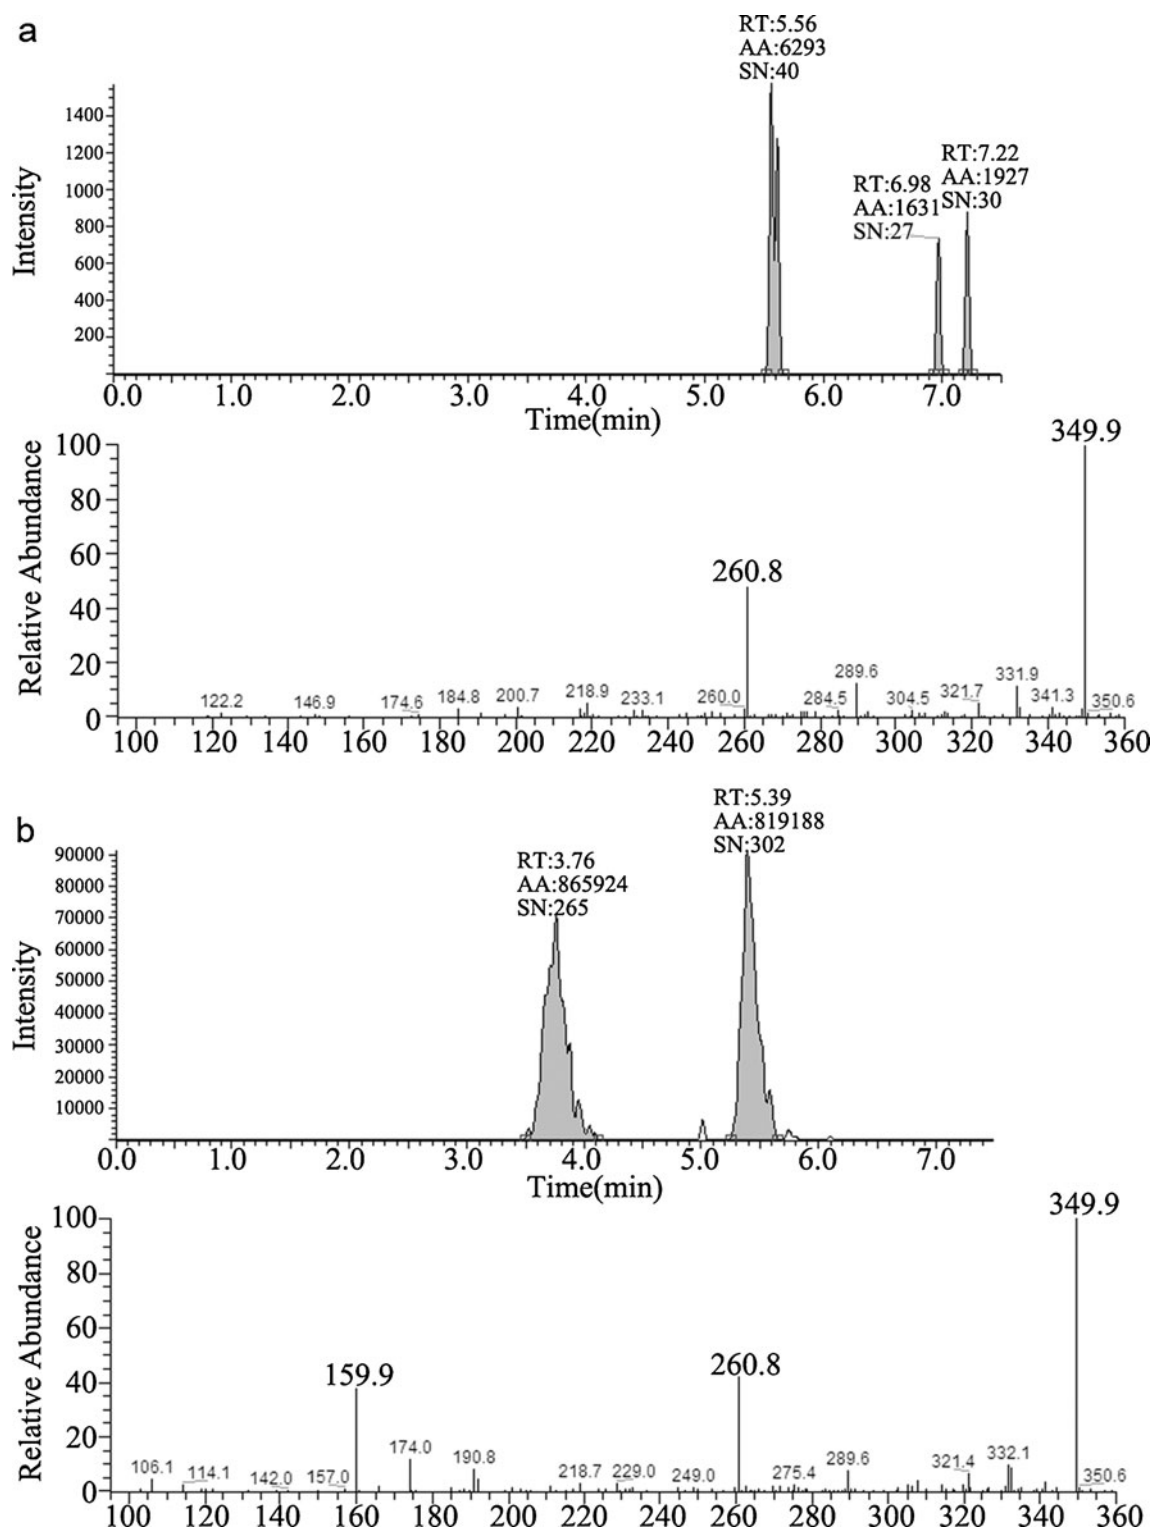 a
RT:5.56
AA:6293
SN:40
RT:7.22
AA:1927
SN:30
RT:6.98
AA:1631
SN:27
Intensity
1400
1200
1000
800
600
400
200
0.0 1.0 2.0 3.0 4.0 5.0 6.0 7.0
Time(min)
Relative Abundance
100
80
60
40
20
0
349.9
260.8
122.2 146.9 174.6 184.8 200.7 218.9 233.1 260.0 284.5 289.6 304.5 321.7 331.9 341.3 350.6
100 120 140 160 180 200 220 240 260 280 300 320 340 360
b
RT:5.39
AA:819188
SN:302
RT:3.76
AA:865924
SN:265
Intensity
90000
80000
70000
60000
50000
40000
30000
20000
10000
0.0 1.0 2.0 3.0 4.0 5.0 6.0 7.0
Time(min)
Relative Abundance
100
80
60
40
20
0
349.9
159.9
260.8
106.1 114.1 142.0 157.0 174.0 190.8 218.7 229.0 249.0 275.4 289.6 321.4 332.1 350.6
100 120 140 160 180 200 220 240 260 280 300 320 340 360